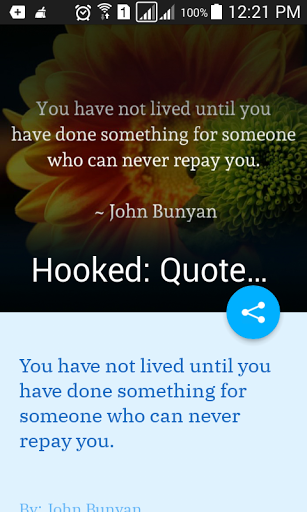 1 100% 12:21 PM
You have not lived until you
have done something for someone
who can never repay you.
~ John Bunyan
Hooked: Quote...
You have not lived until you
have done something for
someone who can never
repay you.
By: John Bunyan